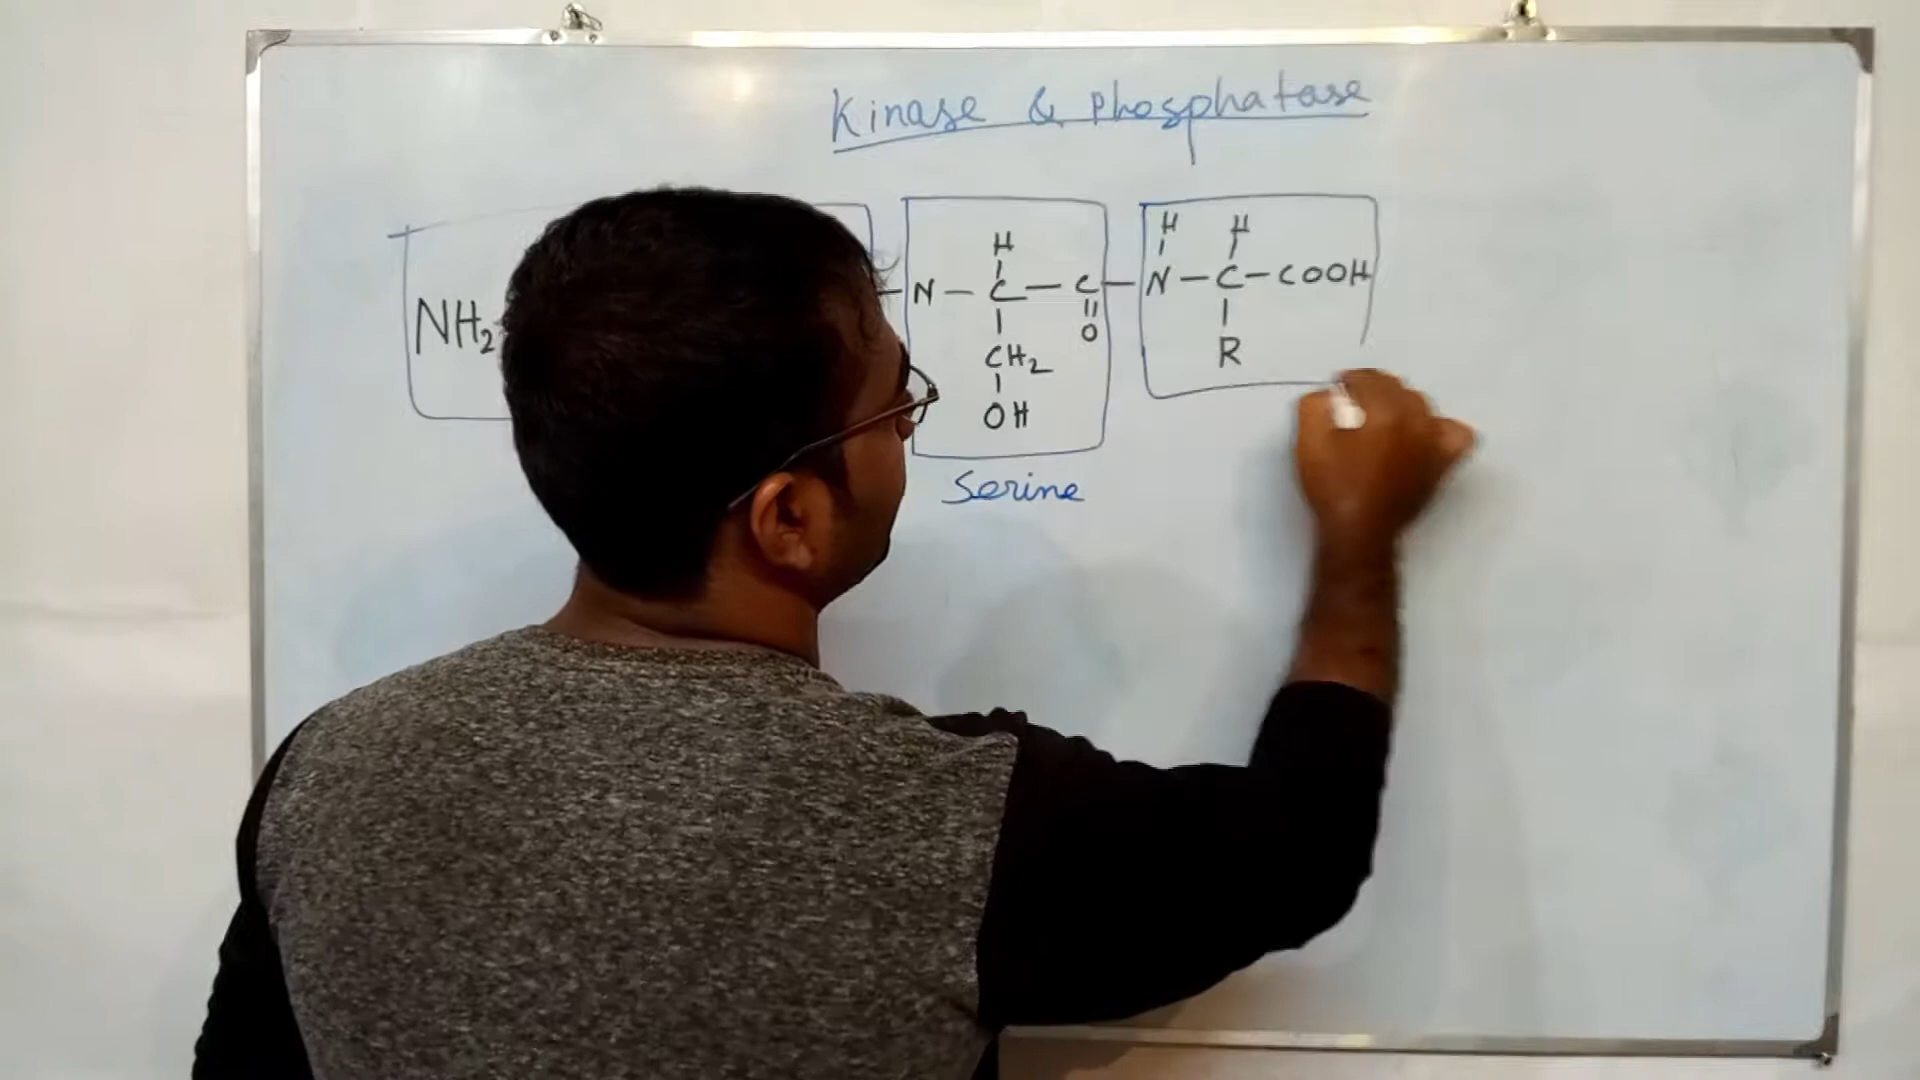 Kinase & Phosphatase
H H H
NH2 - N - C - C - N - C - COOH
O
CH2 R
OH
Serine